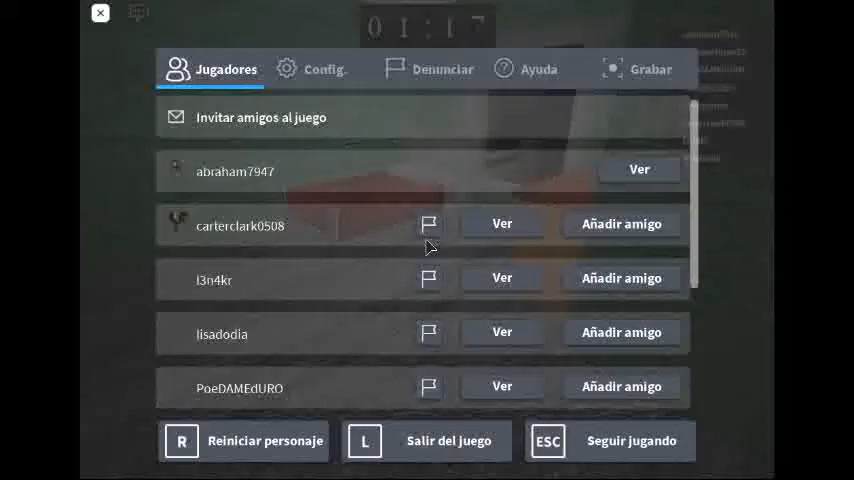 01:17
Jugadores Config. Denunciar Ayuda Grabar
Invitar amigos al juego
abraham7947 Ver
carterclark0508 Ver Añadir amigo
l3n4kr Ver Añadir amigo
lisadodia Ver Añadir amigo
PoeDAMEdURO Ver Añadir amigo
R Reiniciar personaje L Salir del juego ESC Seguir jugando